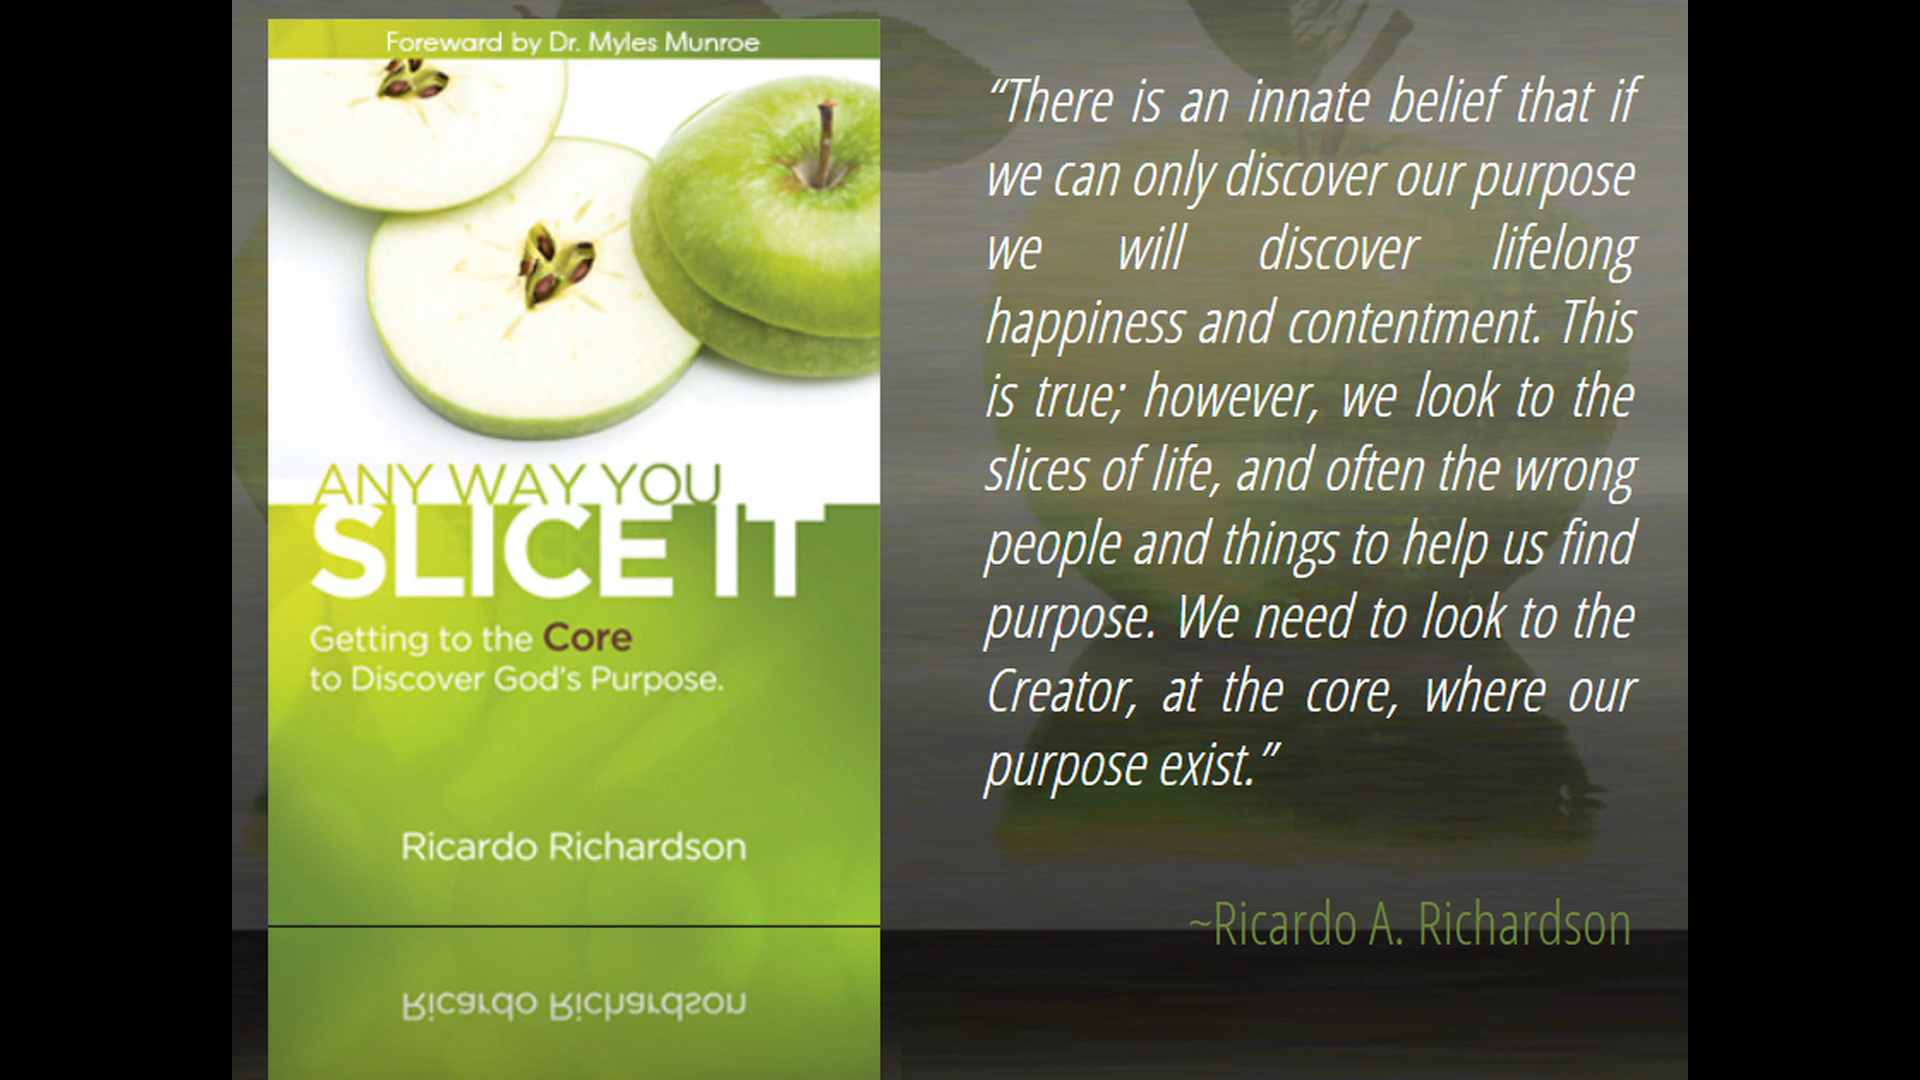 Foreward by Dr. Myles Munroe
ANY WAY YOU
SLICE IT
Getting to the Core
to Discover God's Purpose.
Ricardo Richardson
Ricardo Richardson
“There is an innate belief that if
we can only discover our purpose
we will discover lifelong
happiness and contentment. This
is true; however, we look to the
slices of life, and often the wrong
people and things to help us find
purpose. We need to look to the
Creator, at the core, where our
purpose exist.”
~Ricardo A. Richardson